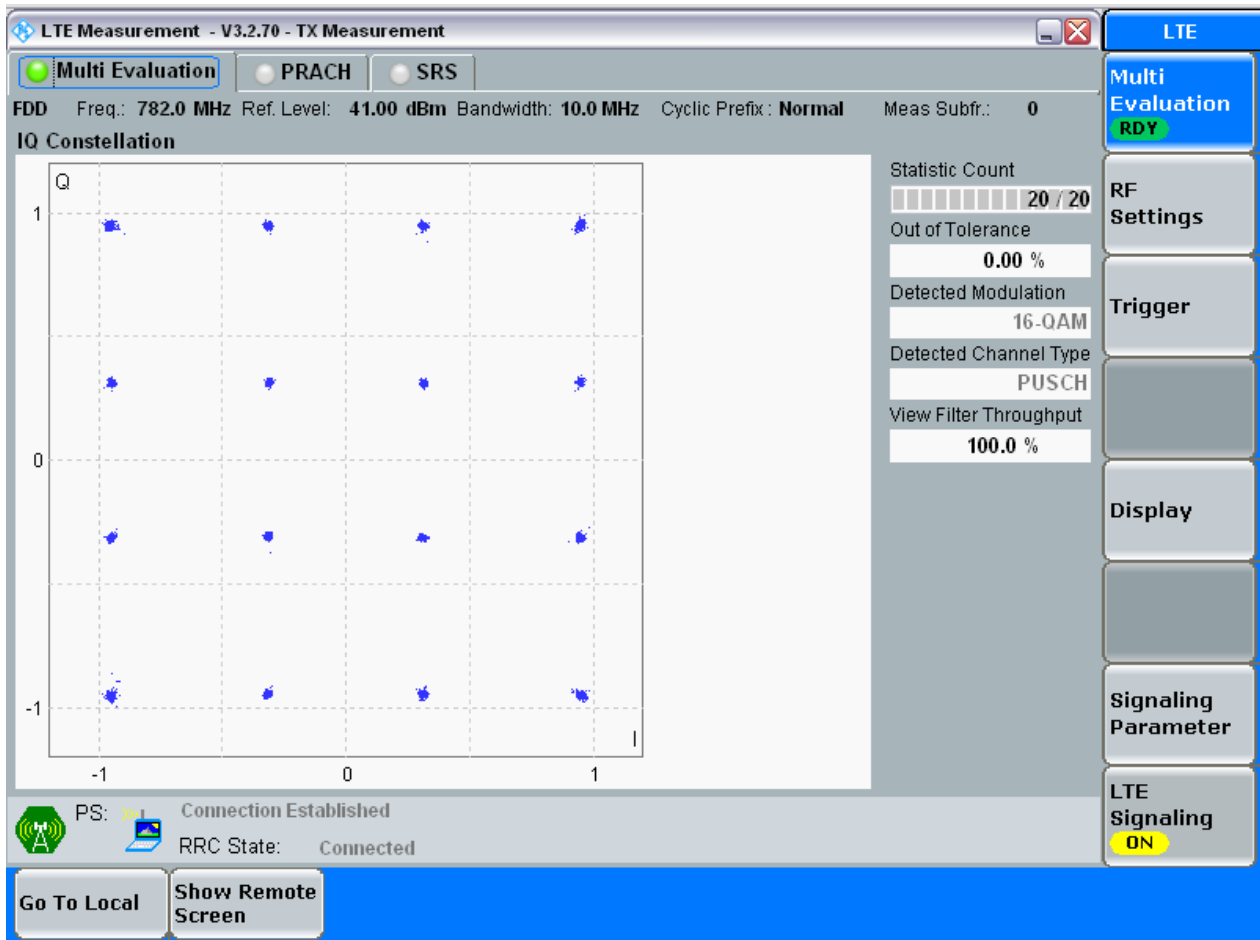 LTE Measurement - V3.2.70 - TX Measurement
LTE
Multi Evaluation PRACH SRS
Multi Evaluation
RDY
FDD Freq.: 782.0 MHz Ref. Level: 41.00 dBm Bandwidth: 10.0 MHz Cyclic Prefix : Normal Meas Subfr.: 0
IQ Constellation
Q
1
0
-1
I
-1 0 1
Statistic Count
20 / 20
Out of Tolerance
0.00 %
Detected Modulation
16-QAM
Detected Channel Type
PUSCH
View Filter Throughput
100.0 %
RF
Settings
Trigger
Display
Signaling
Parameter
LTE
Signaling
ON
PS: Connection Established
RRC State: Connected
Go To Local
Show Remote
Screen